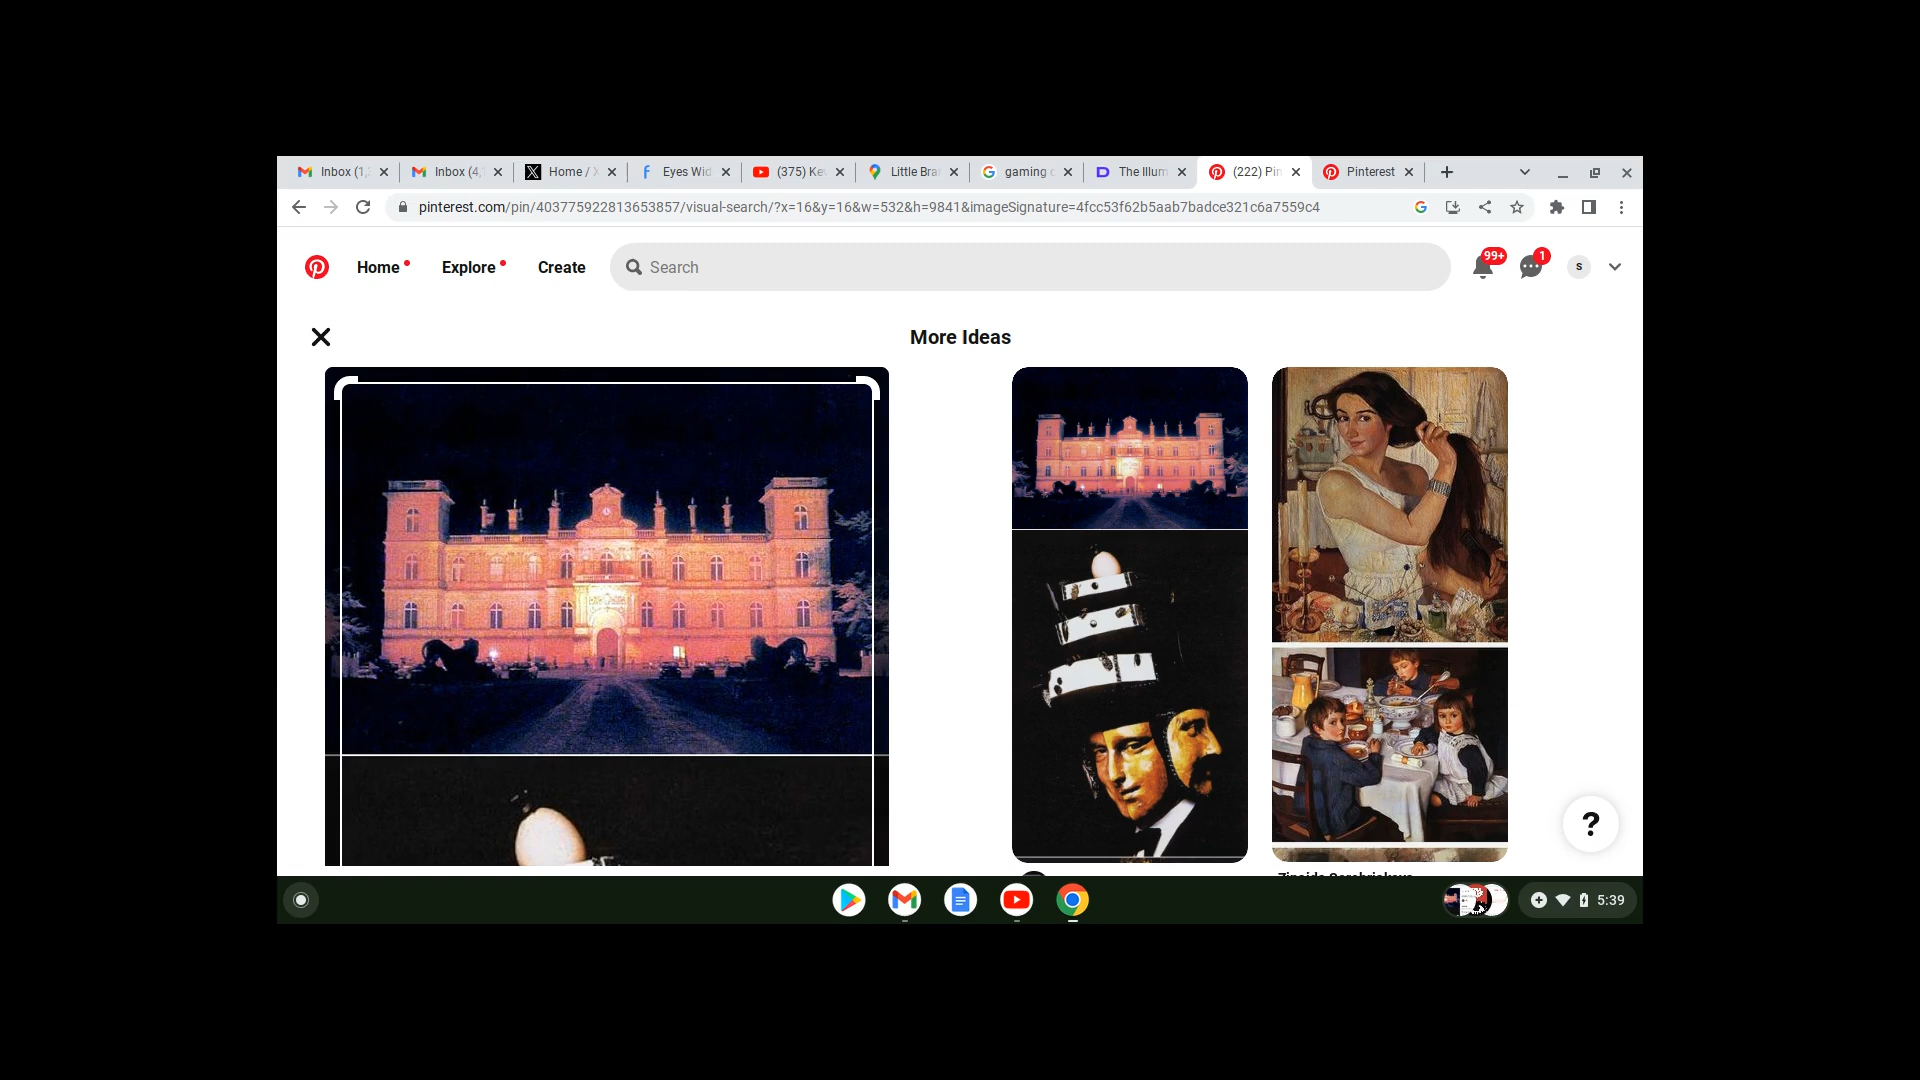 Inbox (1,
Inbox (4,
Home / X
Eyes Wid
(375) Ke
Little Bra
gaming c
The Illum
(222) Pin
Pinterest
pinterest.com/pin/403775922813653857/visual-search/?x=16&y=16&w=532&h=9841&imageSignature=4fcc53f62b5aab7badce321c6a7559c4
Home
Explore
Create
Search
99+
1
s
More Ideas
?
5:39